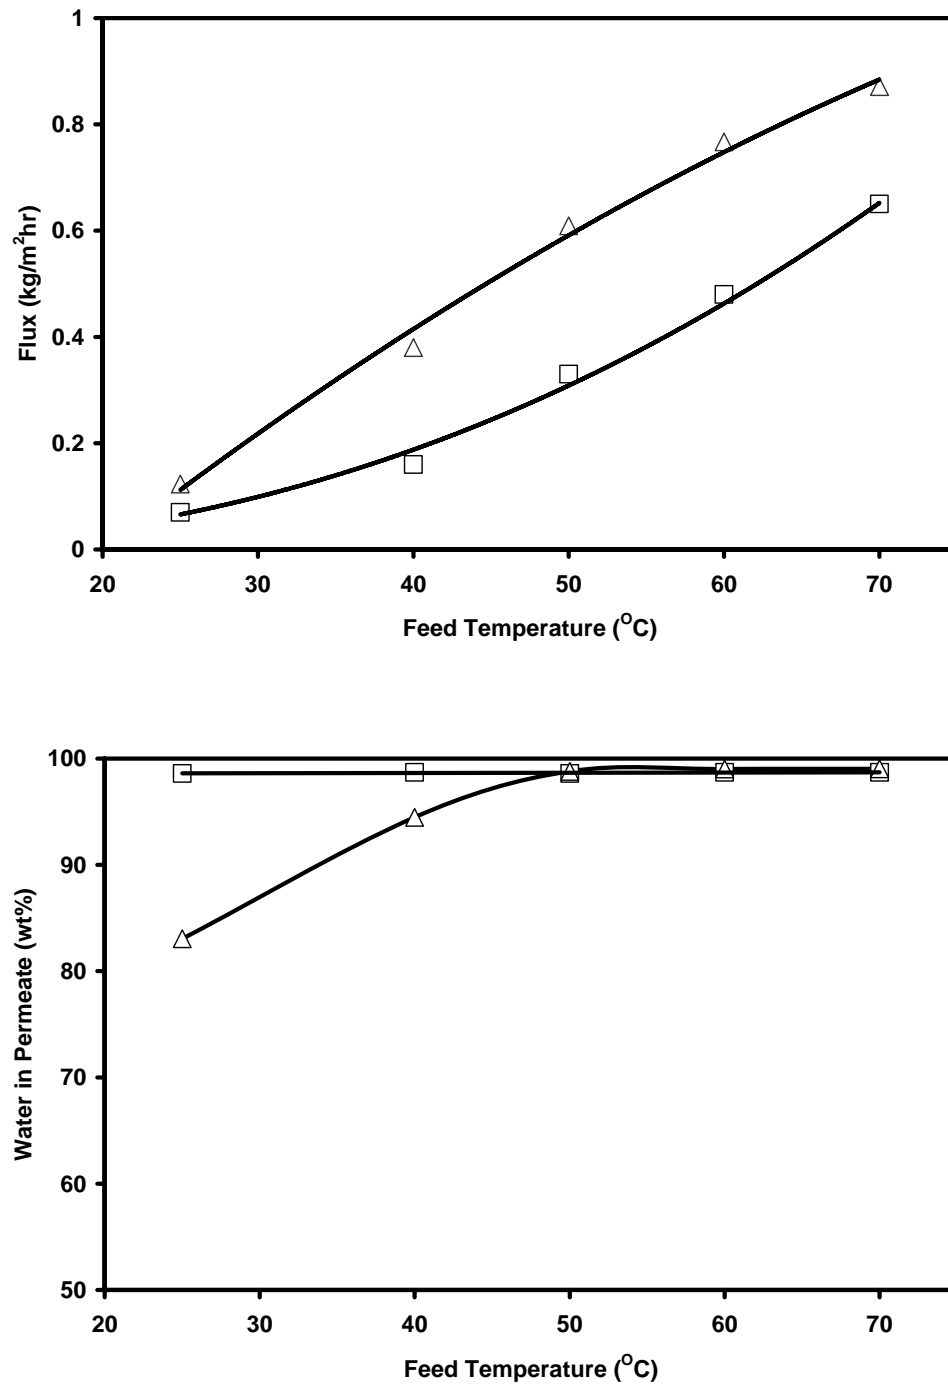 1
0.8
0.6
0.4
0.2
0
Flux (kg/m²hr)
20 30 40 50 60 70
Feed Temperature (ᴼC)
100
90
80
70
60
50
Water in Permeate (wt%)
20 30 40 50 60 70
Feed Temperature (ᴼC)